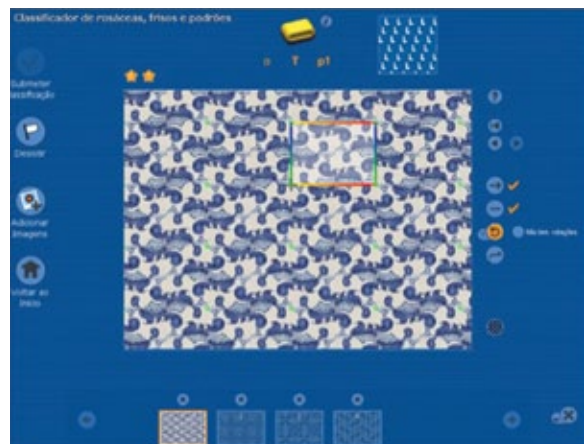 Classificador de rosáceas, frisos e padrões
o T p1
Submeter
classificação
Desistir
Adicionar
Imagens
Voltar ao
Início
Não tem rotações